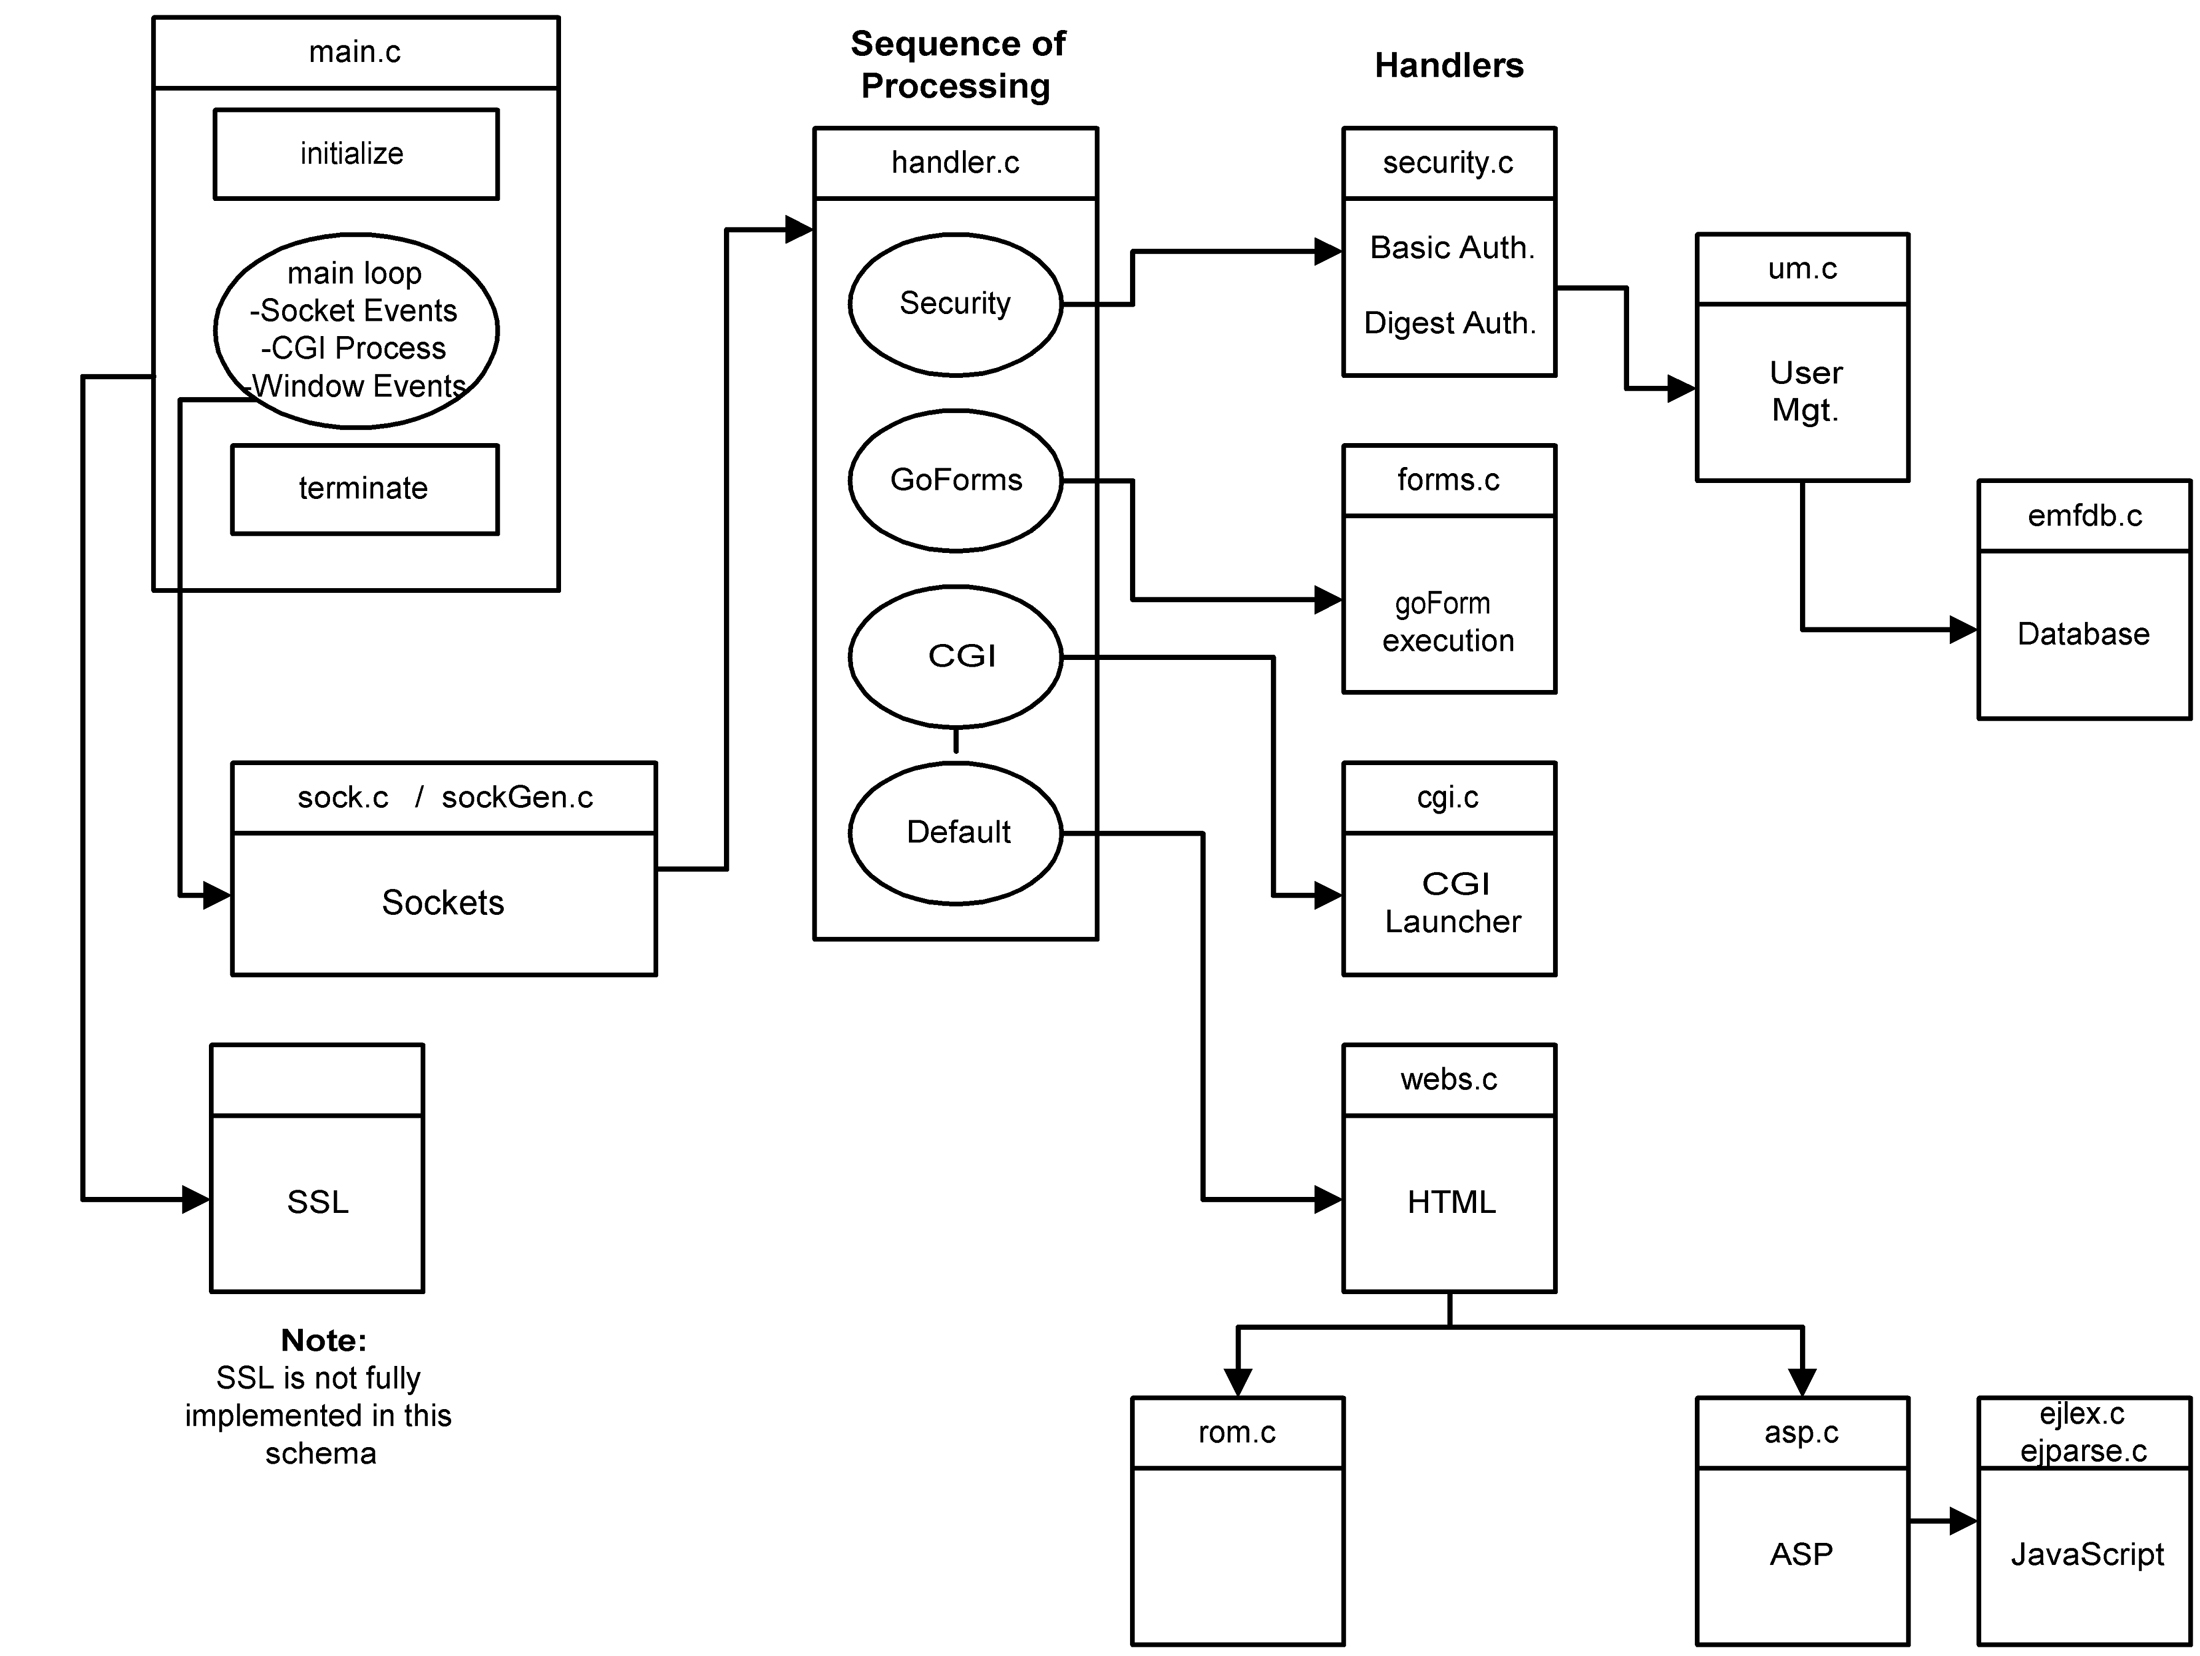 main.c
initialize
main loop
-Socket Events
-CGI Process
-Window Events
terminate
sock.c / sockGen.c
Sockets
SSL
Note:
SSL is not fully
implemented in this
schema
Sequence of
Processing
handler.c
Security
GoForms
CGI
Default
Handlers
security.c
Basic Auth.
Digest Auth.
forms.c
goForm
execution
cgi.c
CGI
Launcher
webs.c
HTML
um.c
User
Mgt.
emfdb.c
Database
rom.c
asp.c
ASP
ejlex.c
ejparse.c
JavaScript